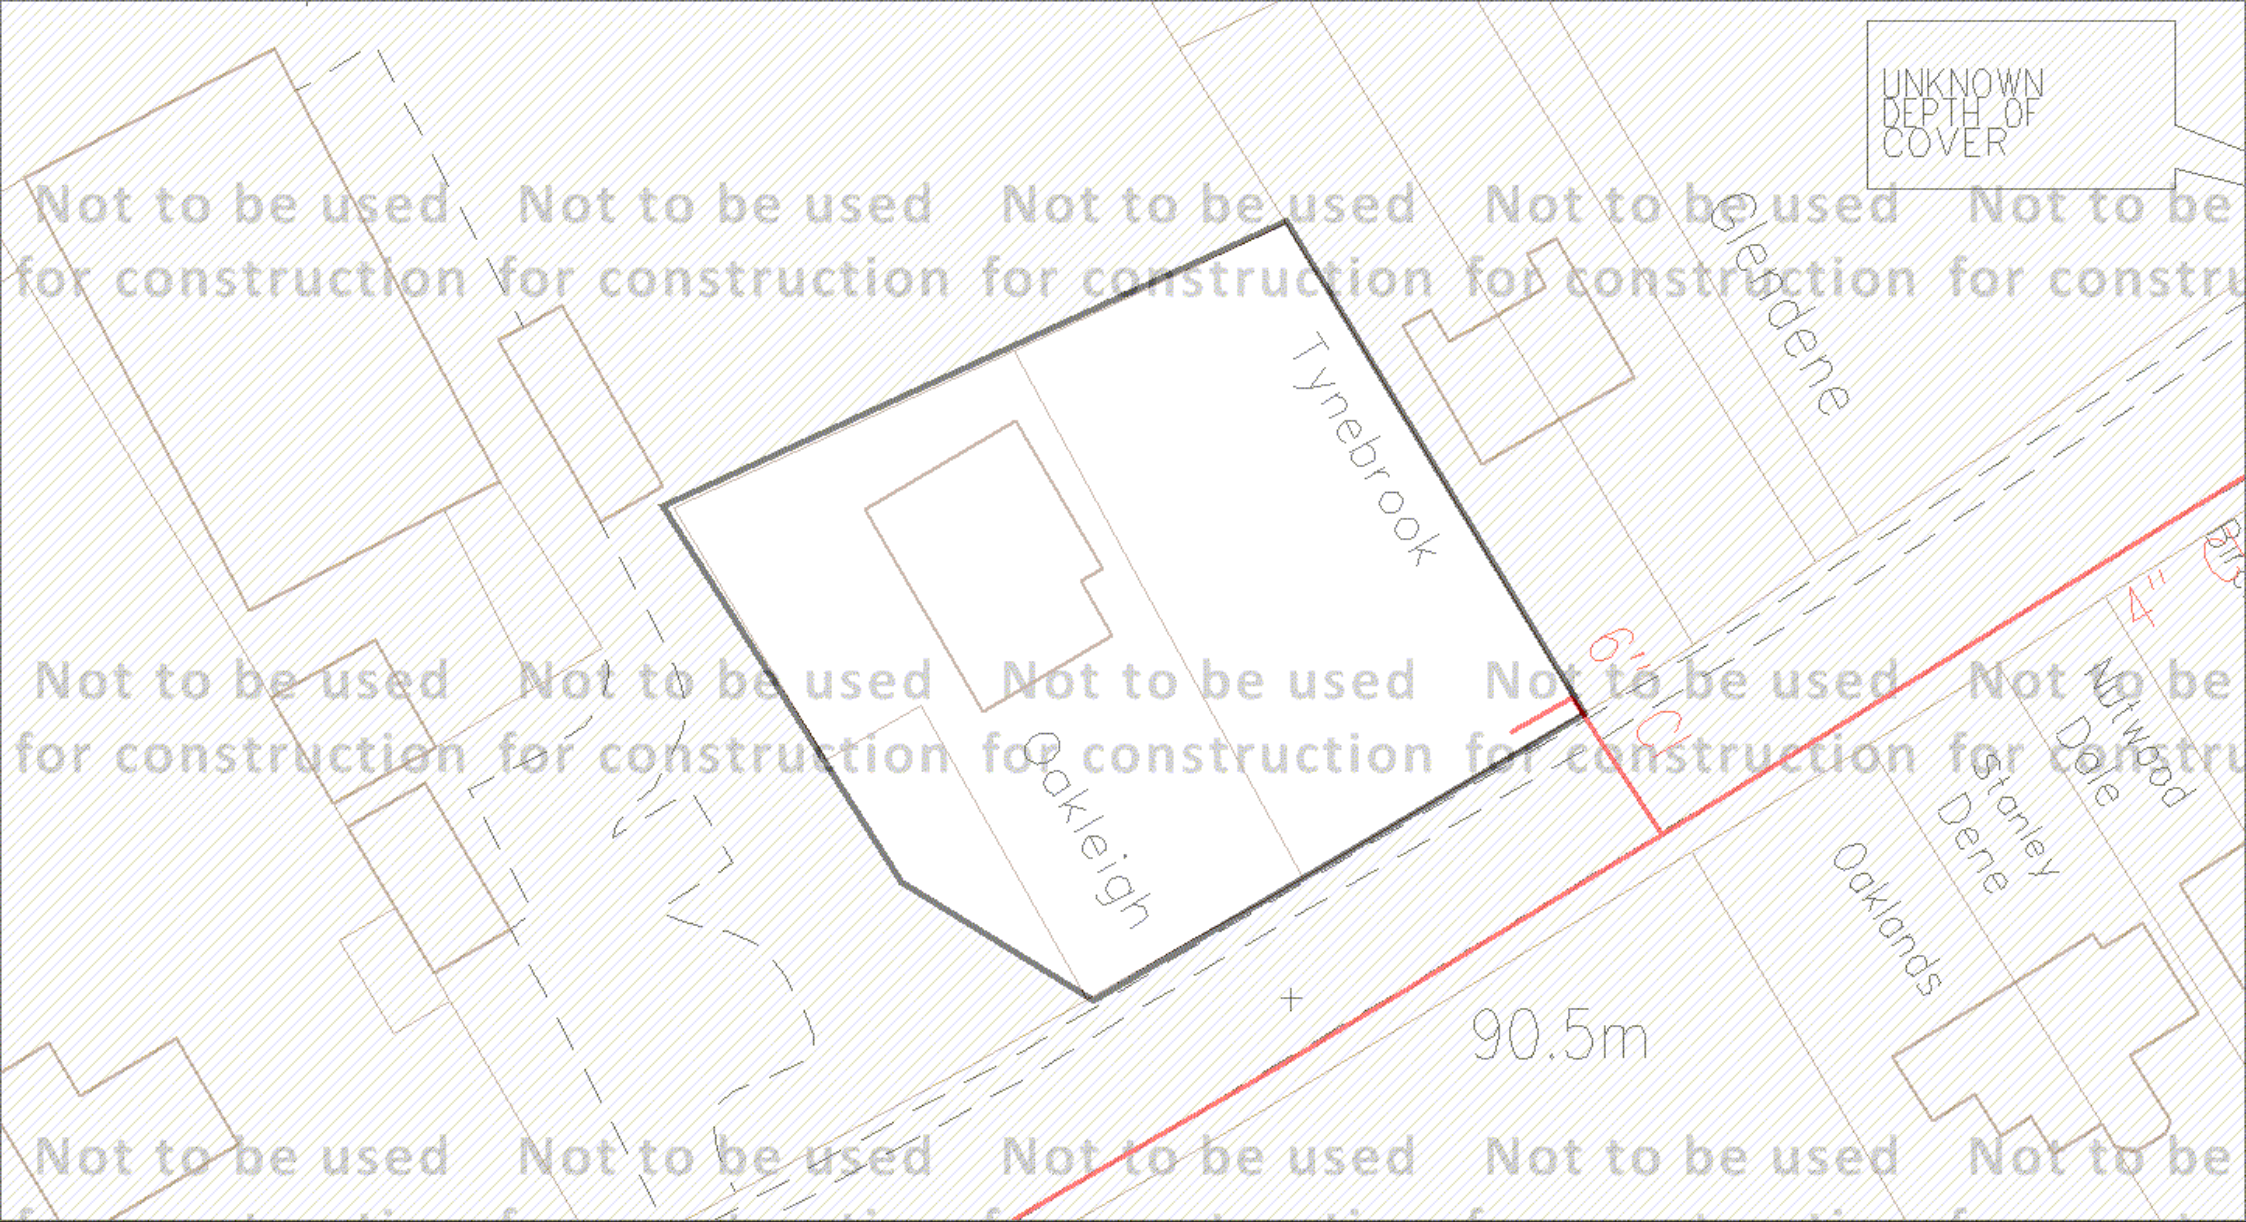 UNKNOWN
DEPTH OF
COVER
Not to be used Not to be used Not to be used Not to be used Not to be
for construction for construction for construction for construction for constru
Glendene
Tynebrook
6" CI
4"
Not to be used Not to be used Not to be used Not to be used Not to be
for construction for construction for construction for construction for constru
Nutwood
Dale
Stanley
Dene
Oakleigh
Oaklands
90.5m
Not to be used Not to be used Not to be used Not to be used Not to be